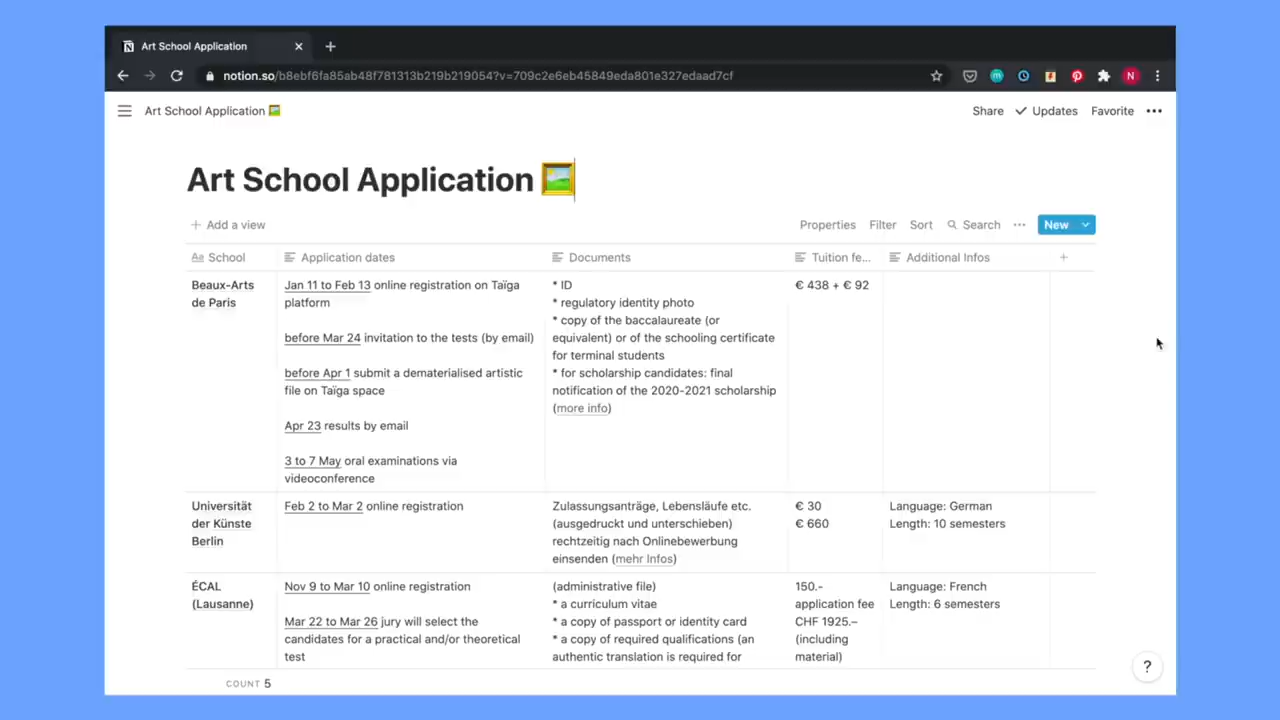 Art School Application
notion.so/b8ebf6fa85ab48f781313b219b219054?v=709c2e6eb45849eda801e327edaad7cf
N
Art School Application
Share
Updates
Favorite
Art School Application
Add a view
Properties
Filter
Sort
Search
New
Aa School
Application dates
Documents
Tuition fe...
Additional Infos
Beaux-Arts
de Paris
Jan 11 to Feb 13 online registration on Taïga
platform
before Mar 24 invitation to the tests (by email)
before Apr 1 submit a dematerialised artistic
file on Taïga space
Apr 23 results by email
3 to 7 May oral examinations via
videoconference
* ID
* regulatory identity photo
* copy of the baccalaureate (or
equivalent) or of the schooling certificate
for terminal students
* for scholarship candidates: final
notification of the 2020-2021 scholarship
(more info)
€ 438 + € 92
Universität
der Künste
Berlin
Feb 2 to Mar 2 online registration
Zulassungsanträge, Lebensläufe etc.
(ausgedruckt und unterschieben)
rechtzeitig nach Onlinebewerbung
einsenden (mehr Infos)
€ 30
€ 660
Language: German
Length: 10 semesters
ÉCAL
(Lausanne)
Nov 9 to Mar 10 online registration
Mar 22 to Mar 26 jury will select the
candidates for a practical and/or theoretical
test
(administrative file)
* a curriculum vitae
* a copy of passport or identity card
* a copy of required qualifications (an
authentic translation is required for
150.-
application fee
CHF 1925.–
(including
material)
Language: French
Length: 6 semesters
COUNT 5
?